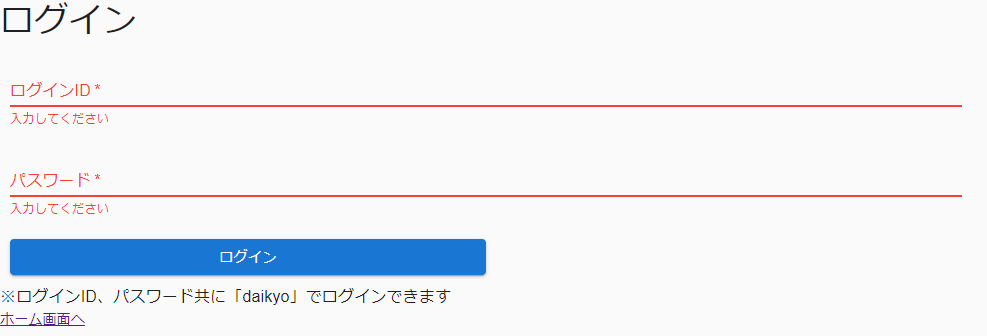 ログイン
ログインID *
入力してください
パスワード *
入力してください
ログイン
※ログインID、パスワード共に「daikyo」でログインできます
ホーム画面へ